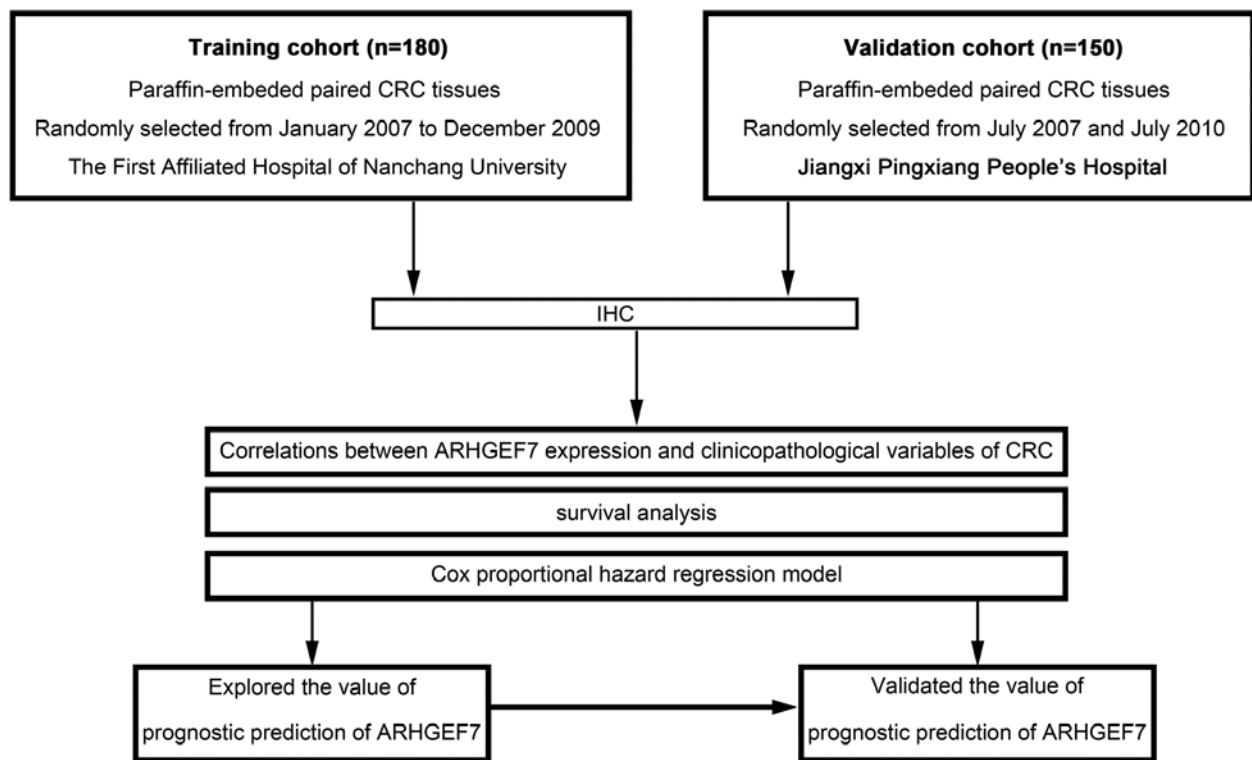 Training cohort (n=180)
Paraffin-embeded paired CRC tissues
Randomly selected from January 2007 to December 2009
The First Affiliated Hospital of Nanchang University
Validation cohort (n=150)
Paraffin-embeded paired CRC tissues
Randomly selected from July 2007 and July 2010
Jiangxi Pingxiang People's Hospital
IHC
Correlations between ARHGEF7 expression and clinicopathological variables of CRC
survival analysis
Cox proportional hazard regression model
Explored the value of
prognostic prediction of ARHGEF7
Validated the value of
prognostic prediction of ARHGEF7